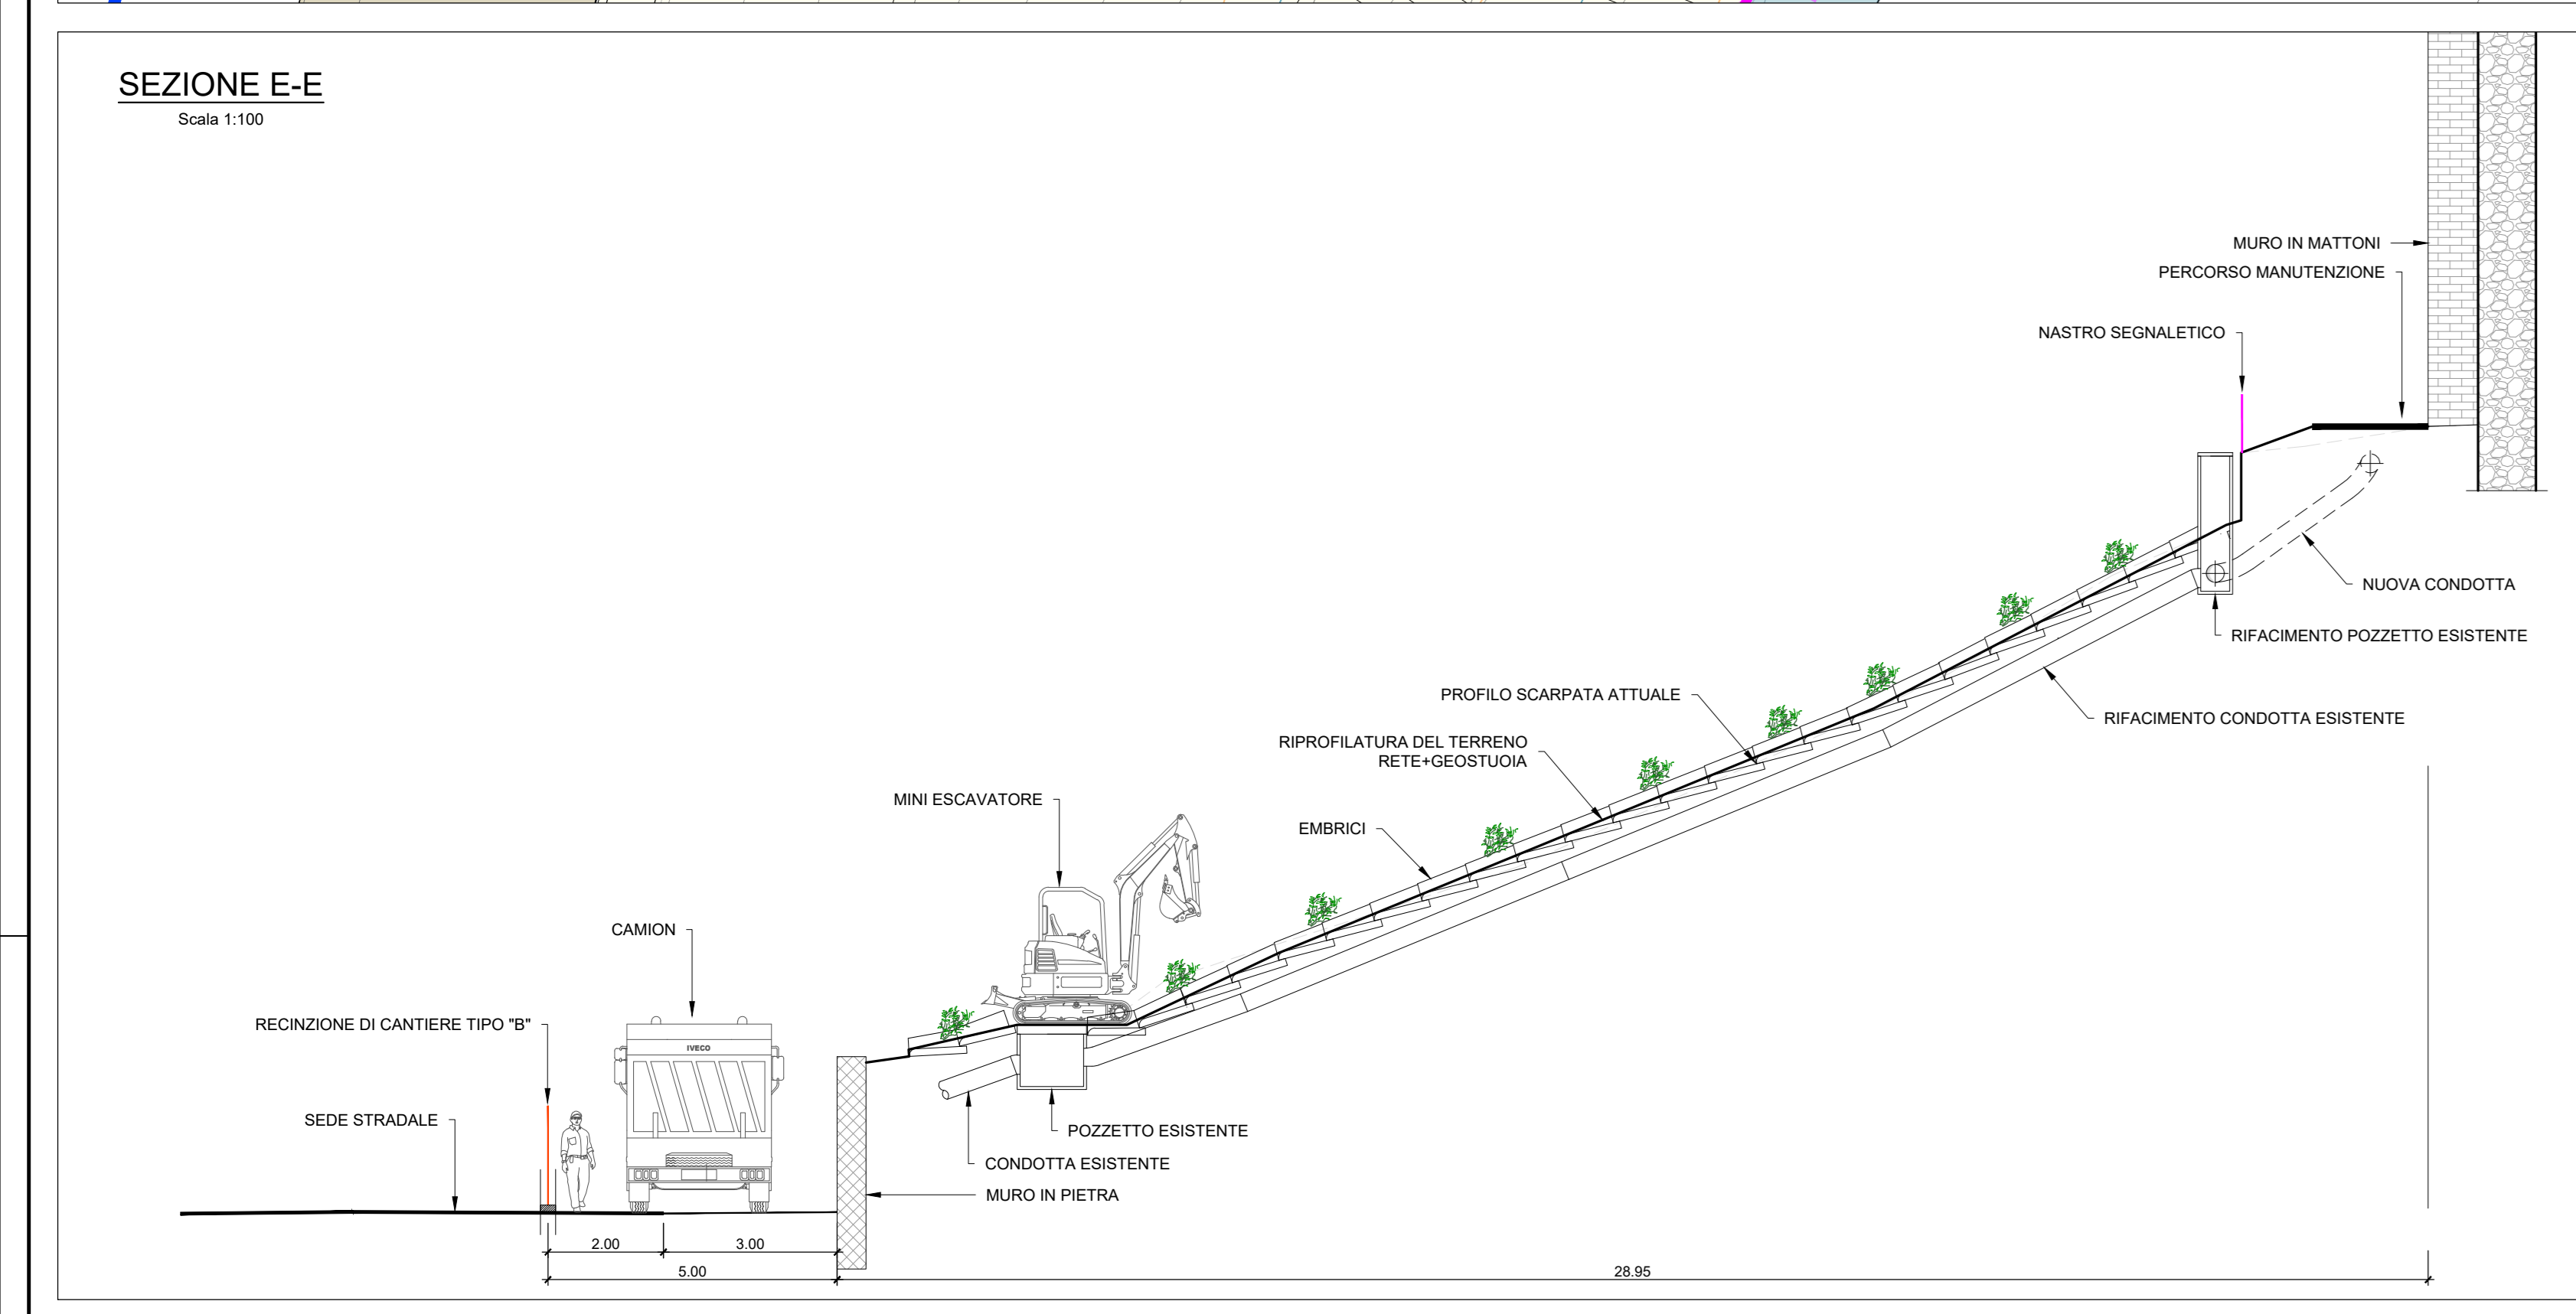 SEZIONE E-E
Scala 1:100
MURO IN MATTONI
PERCORSO MANUTENZIONE
NASTRO SEGNALETICO
NUOVA CONDOTTA
RIFACIMENTO POZZETTO ESISTENTE
PROFILO SCARPATA ATTUALE
RIFACIMENTO CONDOTTA ESISTENTE
RIPROFILATURA DEL TERRENO
RETE+GEOSTUOIA
MINI ESCAVATORE
EMBRICI
CAMION
RECINZIONE DI CANTIERE TIPO "B"
IVECO
SEDE STRADALE
POZZETTO ESISTENTE
CONDOTTA ESISTENTE
MURO IN PIETRA
2.00
3.00
5.00
28.95